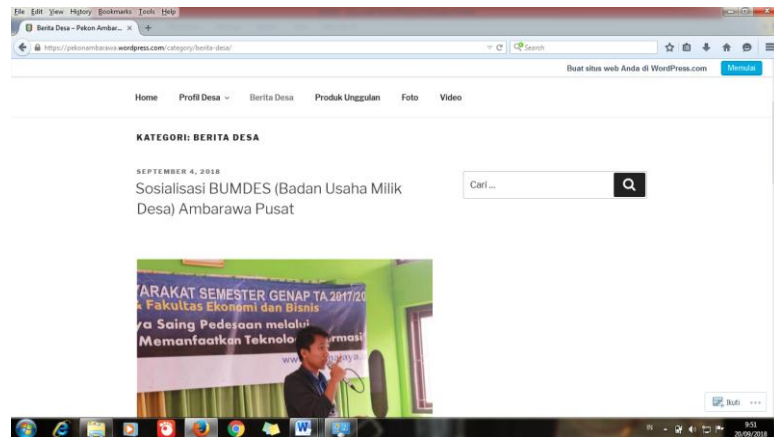 File Edit View History Bookmarks Tools Help
Berita Desa – Pekon Ambar... × +
https://pekonambarawa.wordpress.com/category/berita-desa/
Search
Buat situs web Anda di WordPress.com
Memulai
Home Profil Desa Berita Desa Produk Unggulan Foto Video
KATEGORI: BERITA DESA
SEPTEMBER 4, 2018
Sosialisasi BUMDES (Badan Usaha Milik
Desa) Ambarawa Pusat
Cari ...
ARAKAT SEMESTER GENAP TA 2017/20
& Fakultas Ekonomi dan Bisnis
ya Saing Pedesaan melalui
Memanfaatkan Teknolo rmasi
ww
Ikuti ...
IN
9:51
20/09/2018